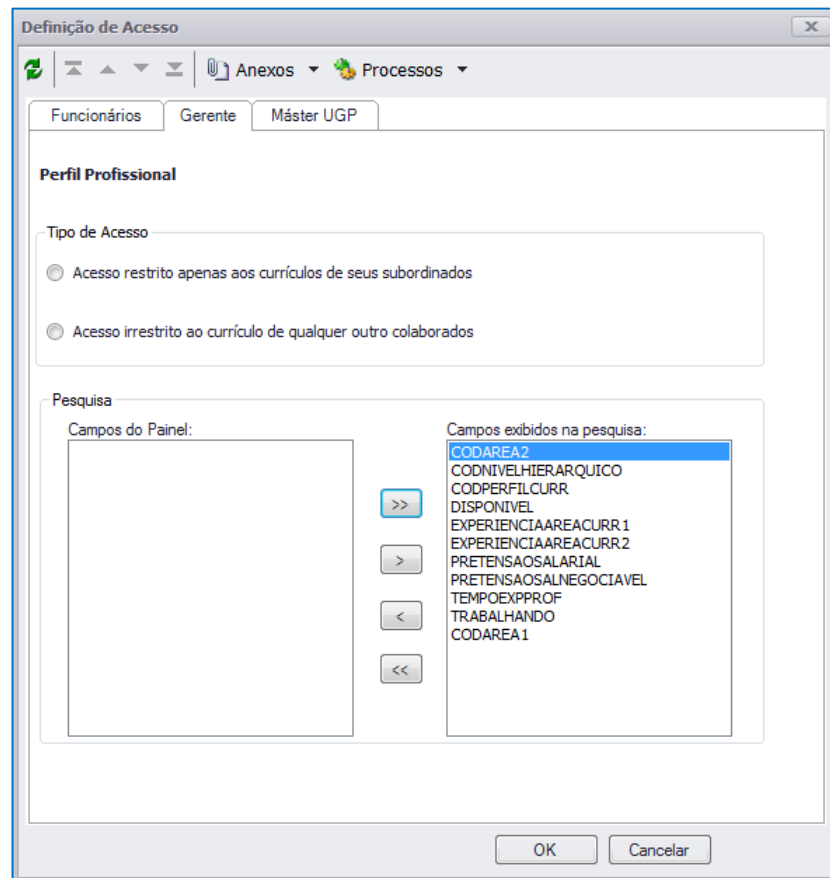 Definição de Acesso
Anexos Processos
Funcionários Gerente Máster UGP
Perfil Profissional
Tipo de Acesso
Acesso restrito apenas aos currículos de seus subordinados
Acesso irrestrito ao currículo de qualquer outro colaborados
Pesquisa
Campos do Painel:
Campos exibidos na pesquisa:
CODAREA2
CODNIVELHIERARQUICO
CODPERFILCURR
DISPONIVEL
EXPERIENCIAAREACURR1
EXPERIENCIAAREACURR2
PRETENSAOSALARIAL
PRETENSAOSALNEGOCIAVEL
TEMPOEXPPROF
TRABALHANDO
CODAREA1
>>
>
<
<<
OK Cancelar